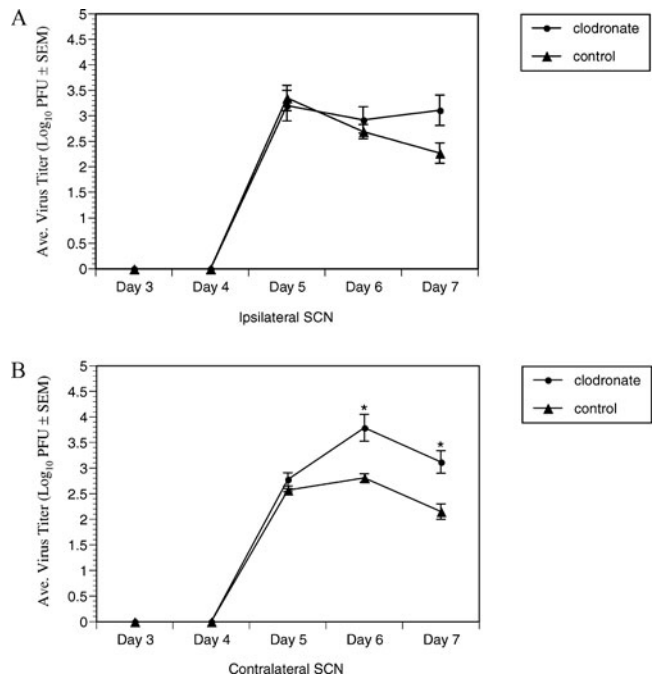 A
Ave. Virus Titer (Log10 PFU ± SEM)
5
4.5
4
3.5
3
2.5
2
1.5
1
0.5
0
Day 3 Day 4 Day 5 Day 6 Day 7
Ipsilateral SCN
clodronate
control
B
Ave. Virus Titer (Log10 PFU ± SEM)
5
4.5
4
3.5
3
2.5
2
1.5
1
0.5
0
* *
Day 3 Day 4 Day 5 Day 6 Day 7
Contralateral SCN
clodronate
control